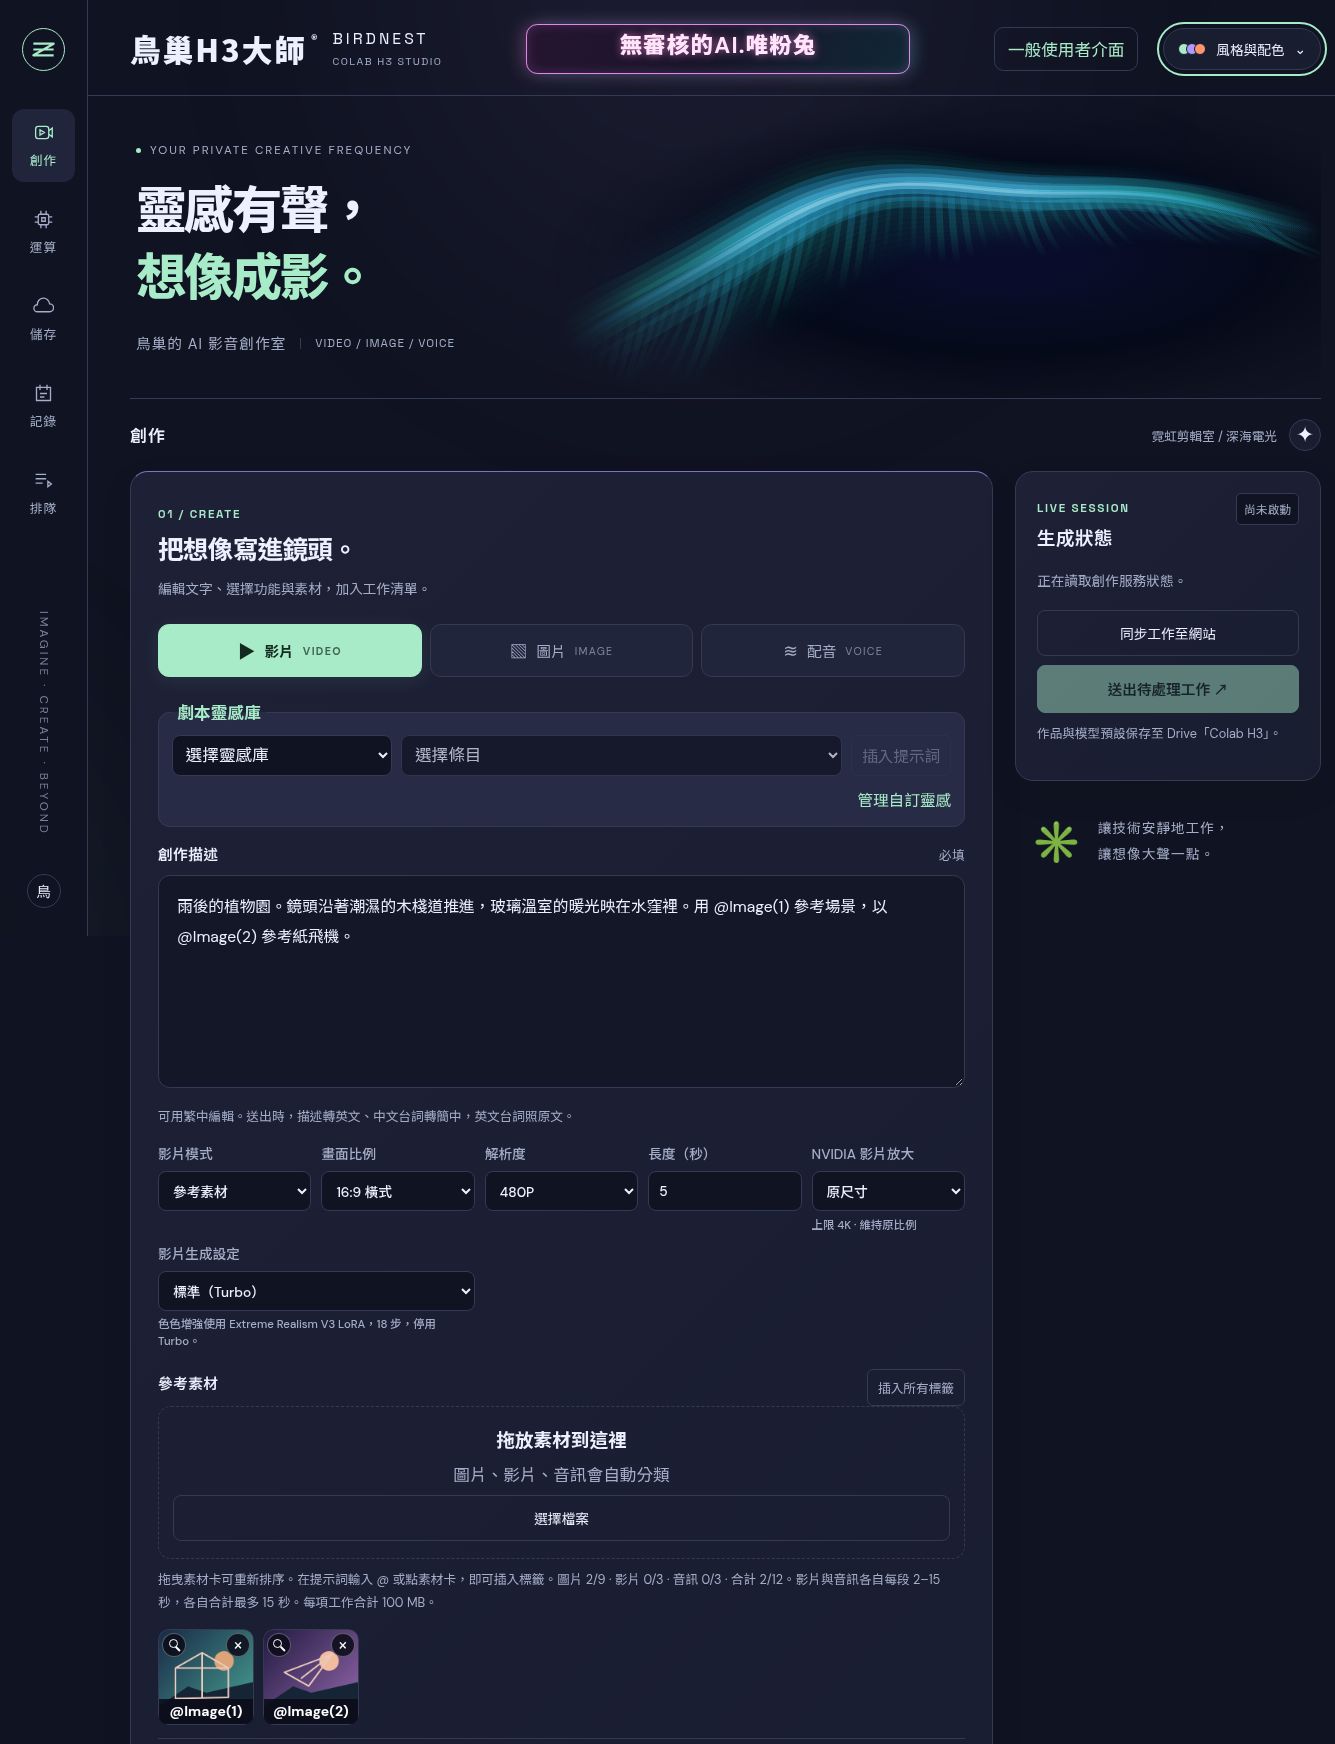 鳥巢H3大師
BIRDNEST
COLAB H3 STUDIO
無審核的AI.唯粉兔
一般使用者介面
風格與配色
創作
運算
儲存
記錄
排隊
IMAGINE · CREATE · BEYOND
鳥
YOUR PRIVATE CREATIVE FREQUENCY
靈感有聲，
想像成影。
鳥巢的 AI 影音創作室
VIDEO / IMAGE / VOICE
創作
霓虹剪輯室 / 深海電光
01 / CREATE
把想像寫進鏡頭。
編輯文字、選擇功能與素材，加入工作清單。
影片 VIDEO
圖片 IMAGE
配音 VOICE
劇本靈感庫
選擇靈感庫
選擇條目
插入提示詞
管理自訂靈感
創作描述
必填
雨後的植物園。鏡頭沿著潮濕的木棧道推進，玻璃溫室的暖光映在水窪裡。用 @Image(1) 參考場景，以
@Image(2) 參考紙飛機。
可用繁中編輯。送出時，描述轉英文、中文台詞轉簡中，英文台詞照原文。
影片模式
畫面比例
解析度
長度（秒）
NVIDIA 影片放大
參考素材
16:9 橫式
480P
5
原尺寸
上限 4K · 維持原比例
影片生成設定
標準（Turbo）
色色增強使用 Extreme Realism V3 LoRA，18 步，停用
Turbo。
參考素材
插入所有標籤
拖放素材到這裡
圖片、影片、音訊會自動分類
選擇檔案
拖曳素材卡可重新排序。在提示詞輸入 @ 或點素材卡，即可插入標籤。圖片 2/9 · 影片 0/3 · 音訊 0/3 · 合計 2/12。影片與音訊各自每段 2–15
秒，各自合計最多 15 秒。每項工作合計 100 MB。
@Image(1)
@Image(2)
LIVE SESSION
尚未啟動
生成狀態
正在讀取創作服務狀態。
同步工作至網站
送出待處理工作 ↗
作品與模型預設保存至 Drive「Colab H3」。
讓技術安靜地工作，
讓想像大聲一點。